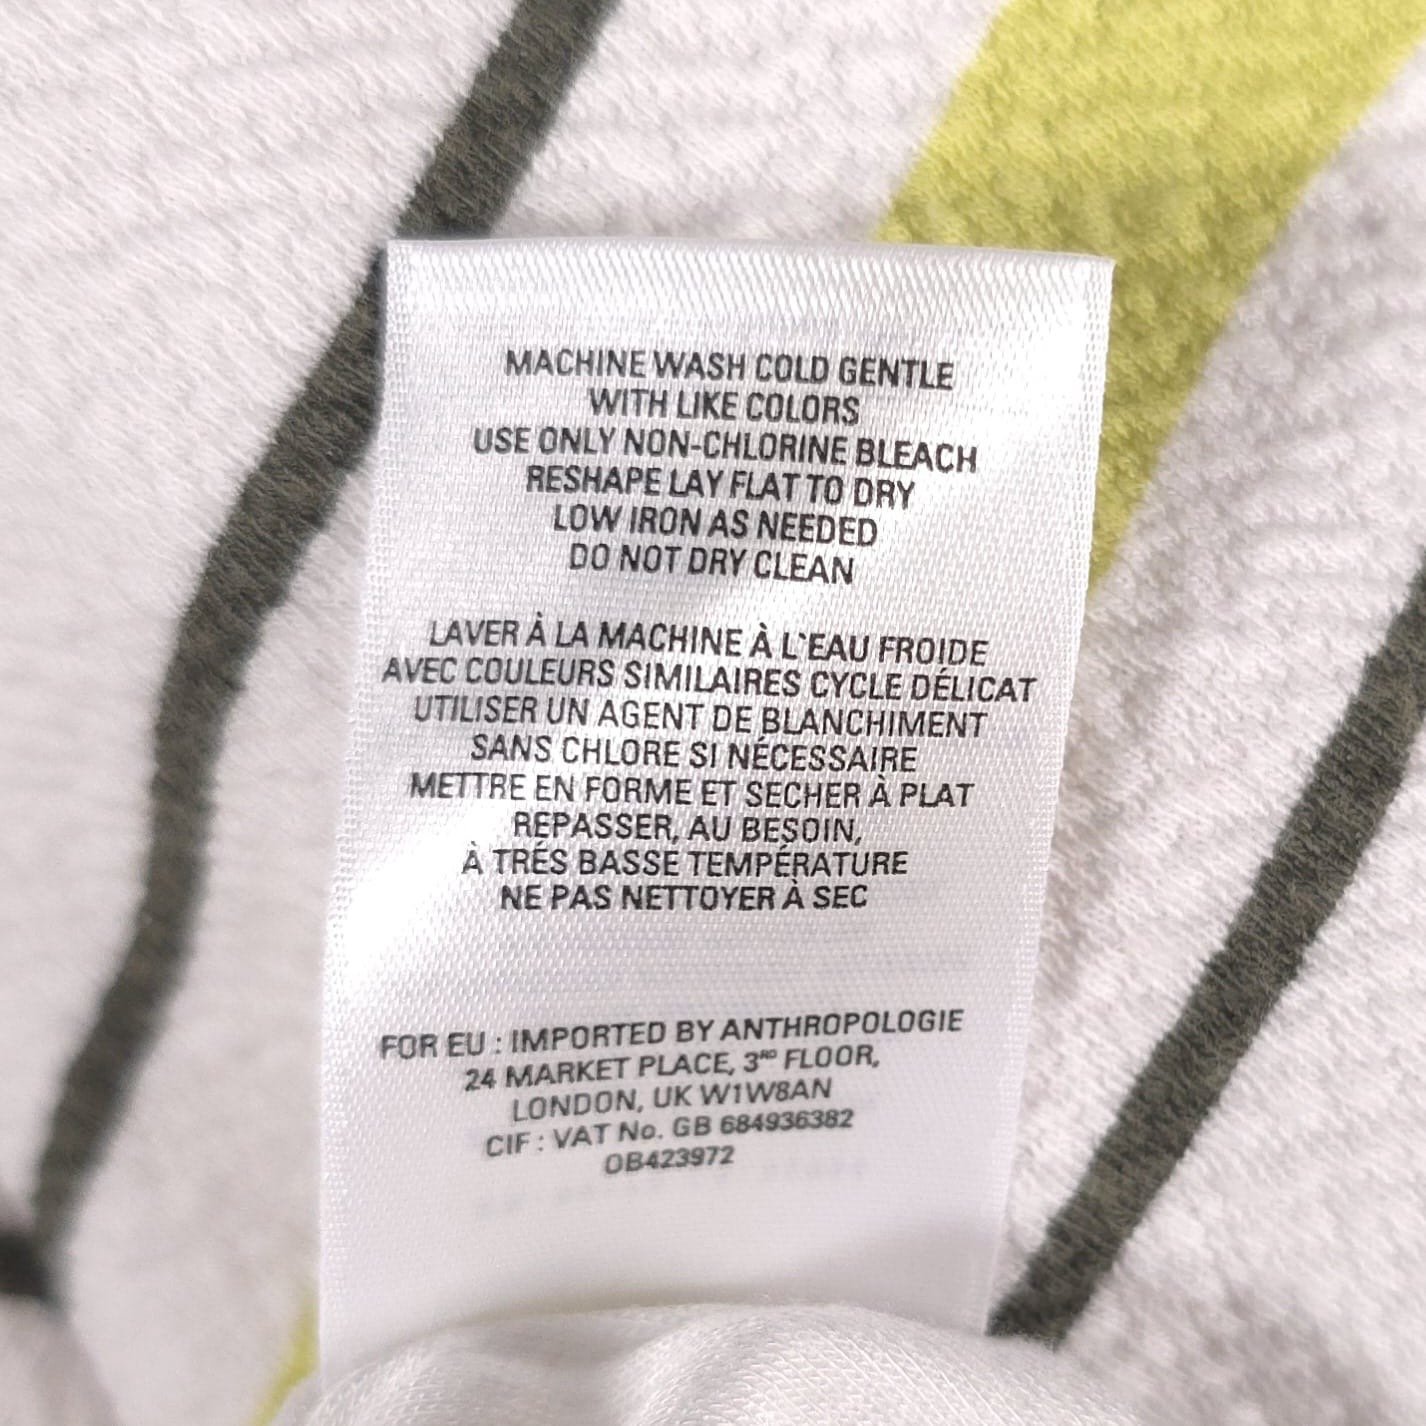 MACHINE WASH COLD GENTLE
WITH LIKE COLORS
USE ONLY NON-CHLORINE BLEACH
RESHAPE LAY FLAT TO DRY
LOW IRON AS NEEDED
DO NOT DRY CLEAN
LAVER À LA MACHINE À L'EAU FROIDE
AVEC COULEURS SIMILAIRES CYCLE DÉLICAT
UTILISER UN AGENT DE BLANCHIMENT
SANS CHLORE SI NÉCESSAIRE
METTRE EN FORME ET SECHER À PLAT
REPASSER, AU BESOIN,
À TRÉS BASSE TEMPÉRATURE
NE PAS NETTOYER À SEC
FOR EU : IMPORTED BY ANTHROPOLOGIE
24 MARKET PLACE, 3RD FLOOR,
LONDON, UK W1W8AN
CIF : VAT No. GB 684936382
OB423972